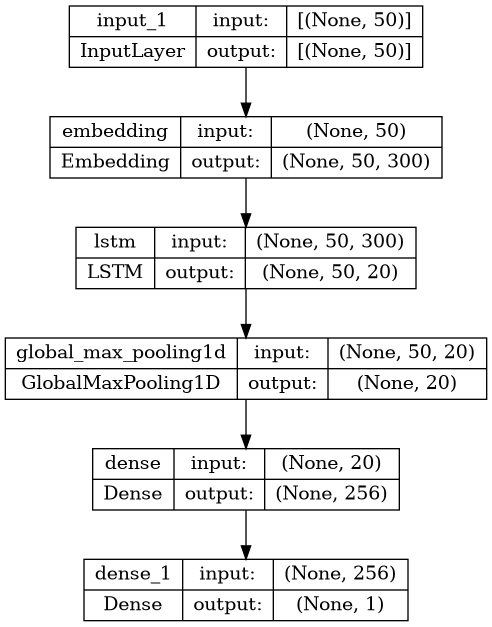 input_1 input: [(None, 50)]
InputLayer output: [(None, 50)]
embedding input: (None, 50)
Embedding output: (None, 50, 300)
lstm input: (None, 50, 300)
LSTM output: (None, 50, 20)
global_max_pooling1d input: (None, 50, 20)
GlobalMaxPooling1D output: (None, 20)
dense input: (None, 20)
Dense output: (None, 256)
dense_1 input: (None, 256)
Dense output: (None, 1)